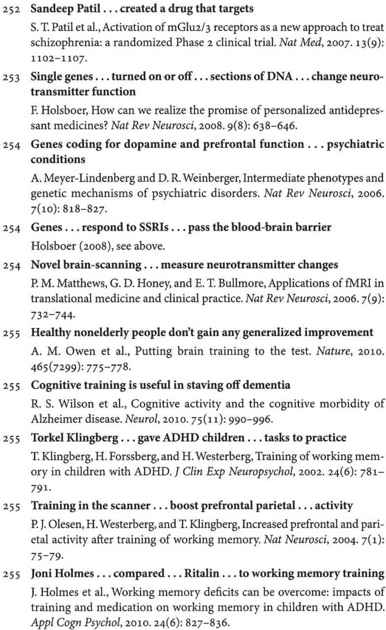 252 Sandeep Patil . . . created a drug that targets
S. T. Patil et al., Activation of mGlu2/3 receptors as a new approach to treat
schizophrenia: a randomized Phase 2 clinical trial. Nat Med, 2007. 13(9):
1102–1107.
253 Single genes . . . turned on or off . . . sections of DNA . . . change neuro-
transmitter function
F. Holsboer, How can we realize the promise of personalized antidepres-
sant medicines? Nat Rev Neurosci, 2008. 9(8): 638–646.
254 Genes coding for dopamine and prefrontal function . . . psychiatric
conditions
A. Meyer-Lindenberg and D. R. Weinberger, Intermediate phenotypes and
genetic mechanisms of psychiatric disorders. Nat Rev Neurosci, 2006.
7(10): 818–827.
254 Genes . . . respond to SSRIs . . . pass the blood-brain barrier
Holsboer (2008), see above.
254 Novel brain-scanning . . . measure neurotransmitter changes
P. M. Matthews, G. D. Honey, and E. T. Bullmore, Applications of fMRI in
translational medicine and clinical practice. Nat Rev Neurosci, 2006. 7(9):
732–744.
255 Healthy nonelderly people don't gain any generalized improvement
A. M. Owen et al., Putting brain training to the test. Nature, 2010.
465(7299): 775–778.
255 Cognitive training is useful in staving off dementia
R. S. Wilson et al., Cognitive activity and the cognitive morbidity of
Alzheimer disease. Neurol, 2010. 75(11): 990–996.
255 Torkel Klingberg . . . gave ADHD children . . . tasks to practice
T. Klingberg, H. Forssberg, and H. Westerberg, Training of working mem-
ory in children with ADHD. J Clin Exp Neuropsychol, 2002. 24(6): 781–
791.
255 Training in the scanner . . . boost prefrontal parietal . . . activity
P. J. Olesen, H. Westerberg, and T. Klingberg, Increased prefrontal and pari-
etal activity after training of working memory. Nat Neurosci, 2004. 7(1):
75–79.
255 Joni Holmes . . . compared . . . Ritalin . . . to working memory training
J. Holmes et al., Working memory deficits can be overcome: impacts of
training and medication on working memory in children with ADHD.
Appl Cogn Psychol, 2010. 24(6): 827–836.